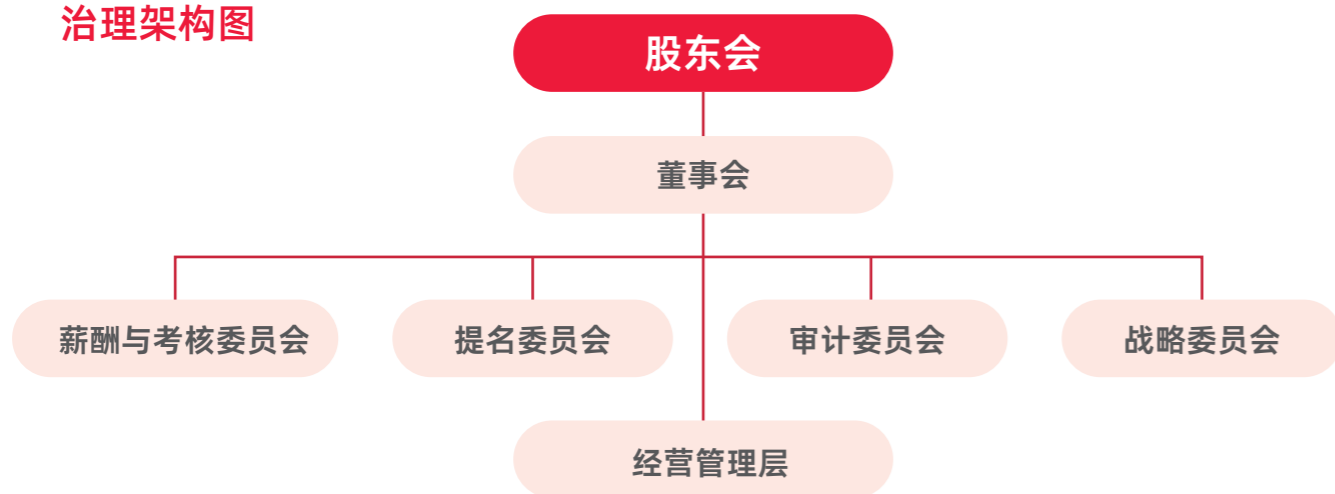 治理架构图
股东会
董事会
薪酬与考核委员会
提名委员会
审计委员会
战略委员会
经营管理层